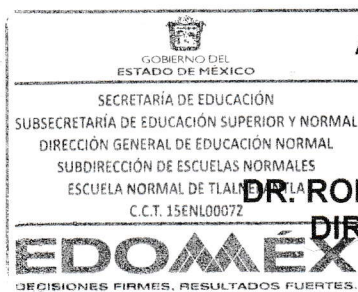 GOBIERNO DEL
ESTADO DE MÉXICO
SECRETARÍA DE EDUCACIÓN
SUBSECRETARÍA DE EDUCACIÓN SUPERIOR Y NORMAL
DIRECCIÓN GENERAL DE EDUCACIÓN NORMAL
SUBDIRECCIÓN DE ESCUELAS NORMALES
ESCUELA NORMAL DE TLALNEPANTLA
C.C.T. 15ENL00072
DR.
EDOMÉX
DECISIONES FIRMES, RESULTADOS FUERTES.